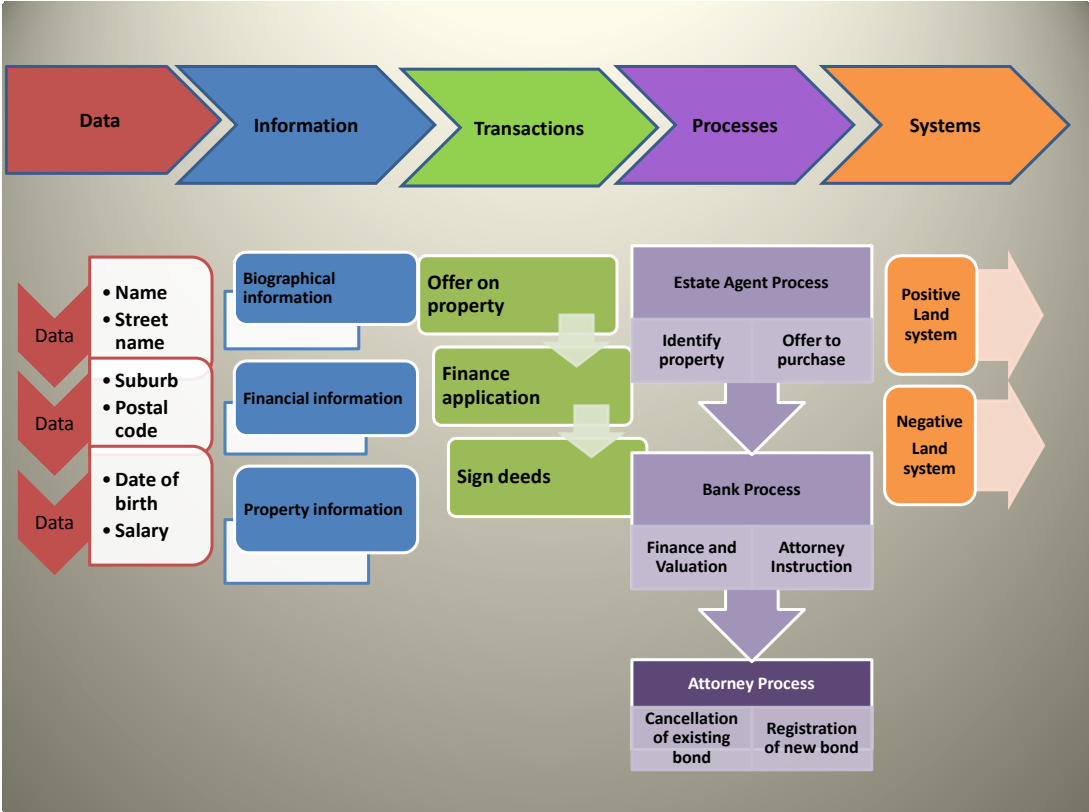 Data
Information
Transactions
Processes
Systems
Data
• Name
• Street
name
Data
• Suburb
• Postal
code
Data
• Date of
birth
• Salary
Biographical
information
Financial information
Property information
Offer on
property
Finance
application
Sign deeds
Estate Agent Process
Identify
property
Offer to
purchase
Bank Process
Finance and
Valuation
Attorney
Instruction
Attorney Process
Cancellation
of existing
bond
Registration
of new bond
Positive
Land
system
Negative
Land
system